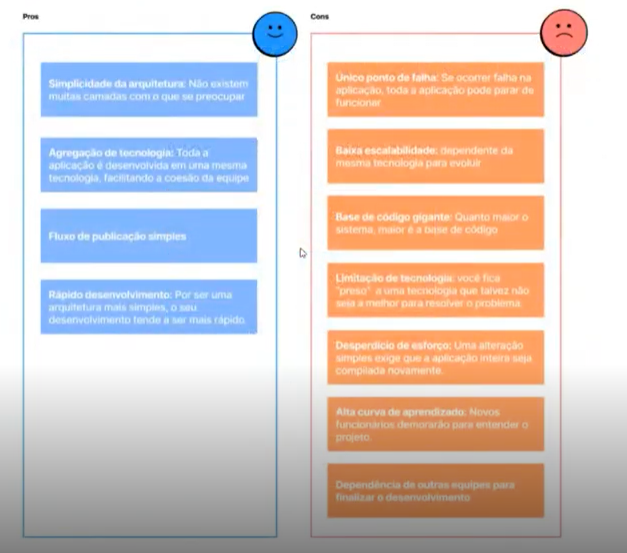 Pros
Simplicidade da arquitetura: Não existem
muitas camadas com o que se preocupar
Agregação de tecnologia: Toda a
aplicação é desenvolvida em uma mesma
tecnologia, facilitando a coesão da equipe
Fluxo de publicação simples
Rápido desenvolvimento: Por ser uma
arquitetura mais simples, o seu
desenvolvimento tende a ser mais rápido.
Cons
Único ponto de falha: Se ocorrer falha na
aplicação, toda a aplicação pode parar de
funcionar
Baixa escalabilidade: dependente da
mesma tecnologia para evoluir
Base de código gigante: Quanto maior o
sistema, maior é a base de código
Limitação de tecnologia: você fica
"preso" a uma tecnologia que talvez não
seja a melhor para resolver o problema.
Desperdício de esforço: Uma alteração
simples exige que a aplicação inteira seja
compilada novamente.
Alta curva de aprendizado: Novos
funcionários demorarão para entender o
projeto.
Dependência de outras equipes para
finalizar o desenvolvimento